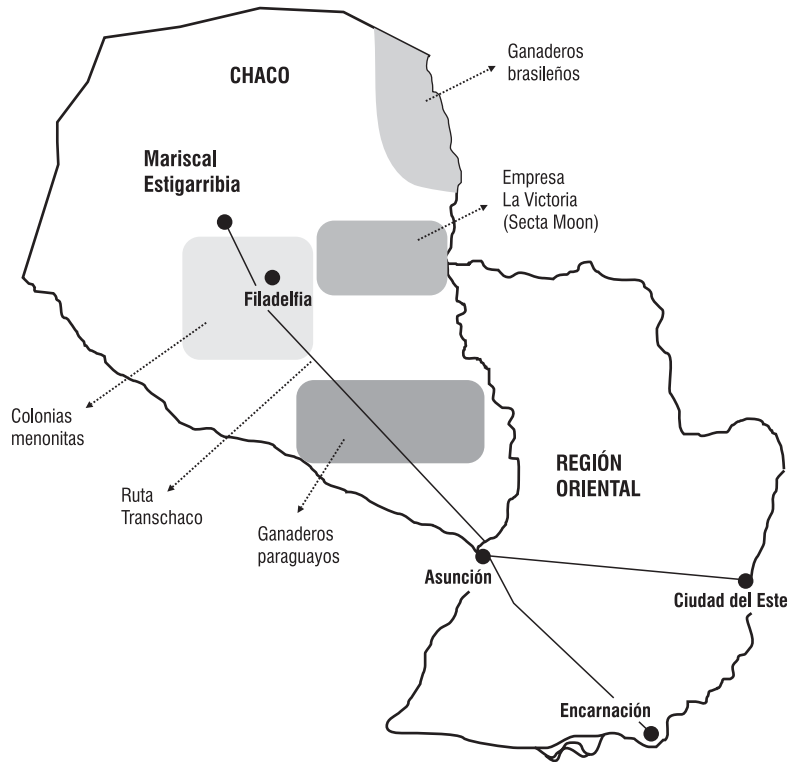 Ganaderos
brasileños
CHACO
Mariscal
Estigarribia
Empresa
La Victoria
(Secta Moon)
Filadelfia
Colonias
menonitas
REGIÓN
ORIENTAL
Ruta
Transchaco
Ganaderos
paraguayos
Asunción
Ciudad del Este
Encarnación